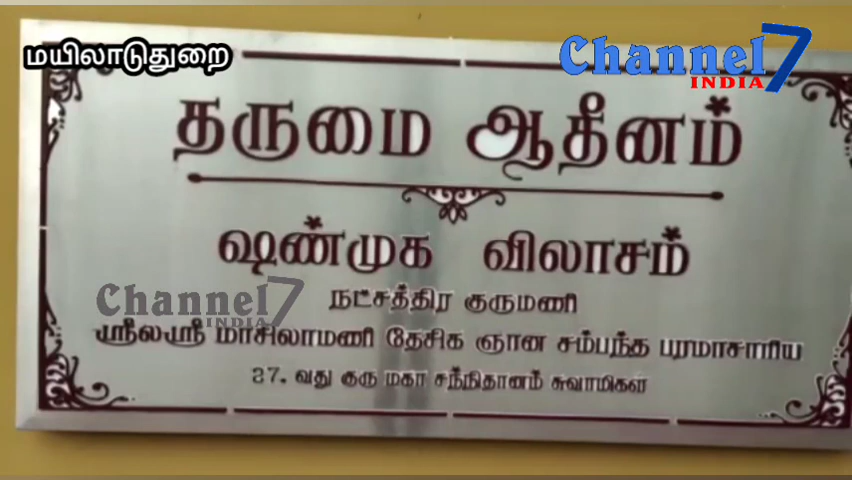 மயிலாடுதுறை
Channel 7
INDIA
தருமை ஆதீனம்
ஷண்முக விலாசம்
நட்சத்திர குருமணி
Channel 7
INDIA
ஸ்ரீலஸ்ரீ மாசிலாமணி தேசிக ஞான சம்பந்த பரமாசாரிய
27. வது குரு மகா சந்நிதானம் சுவாமிகள்